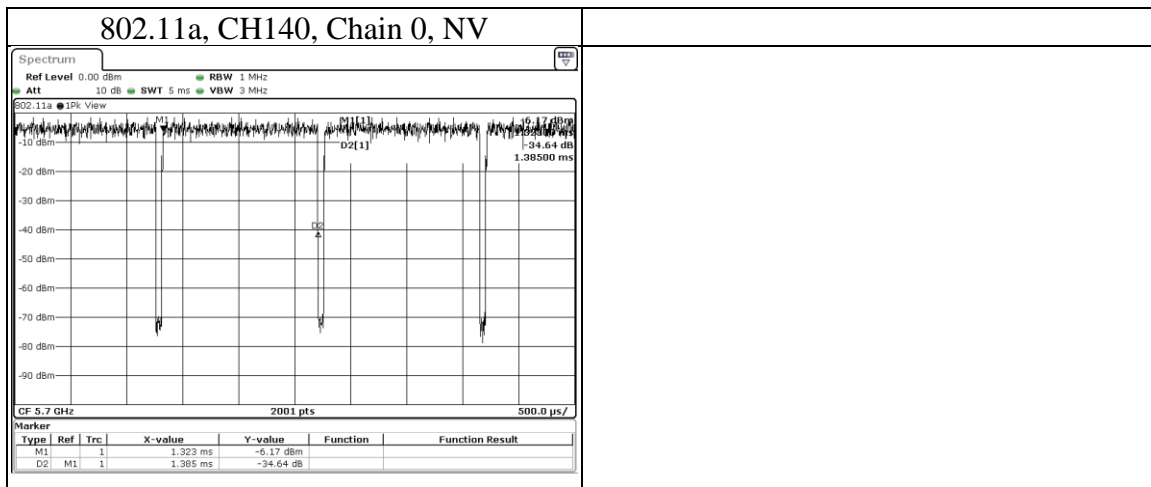 802.11a, CH140, Chain 0, NV
Spectrum
Ref Level 0.00 dBm RBW 1 MHz
Att 10 dB SWT 5 ms VBW 3 MHz
802.11a 1Pk View
M1 M1[1] -6.17 dBm
-10 dBm D2[1] -34.64 dB
1.38500 ms
-20 dBm
-30 dBm
-40 dBm D2
-50 dBm
-60 dBm
-70 dBm
-80 dBm
-90 dBm
CF 5.7 GHz 2001 pts 500.0 µs/
Marker
Type Ref Trc X-value Y-value Function Function Result
M1 1 1.323 ms -6.17 dBm
D2 M1 1 1.385 ms -34.64 dB